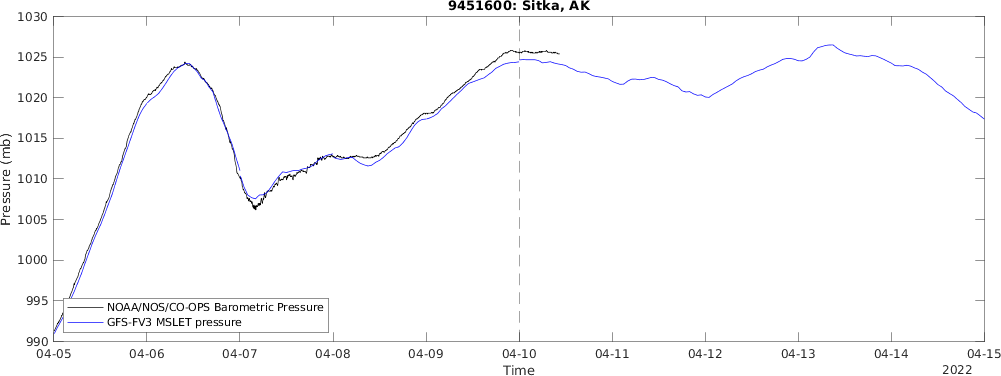 9451600: Sitka, AK
1030
1025
1020
1015
1010
1005
1000
995
990
Pressure (mb)
NOAA/NOS/CO-OPS Barometric Pressure
GFS-FV3 MSLET pressure
04-05 04-06 04-07 04-08 04-09 04-10 04-11 04-12 04-13 04-14 04-15
Time
2022